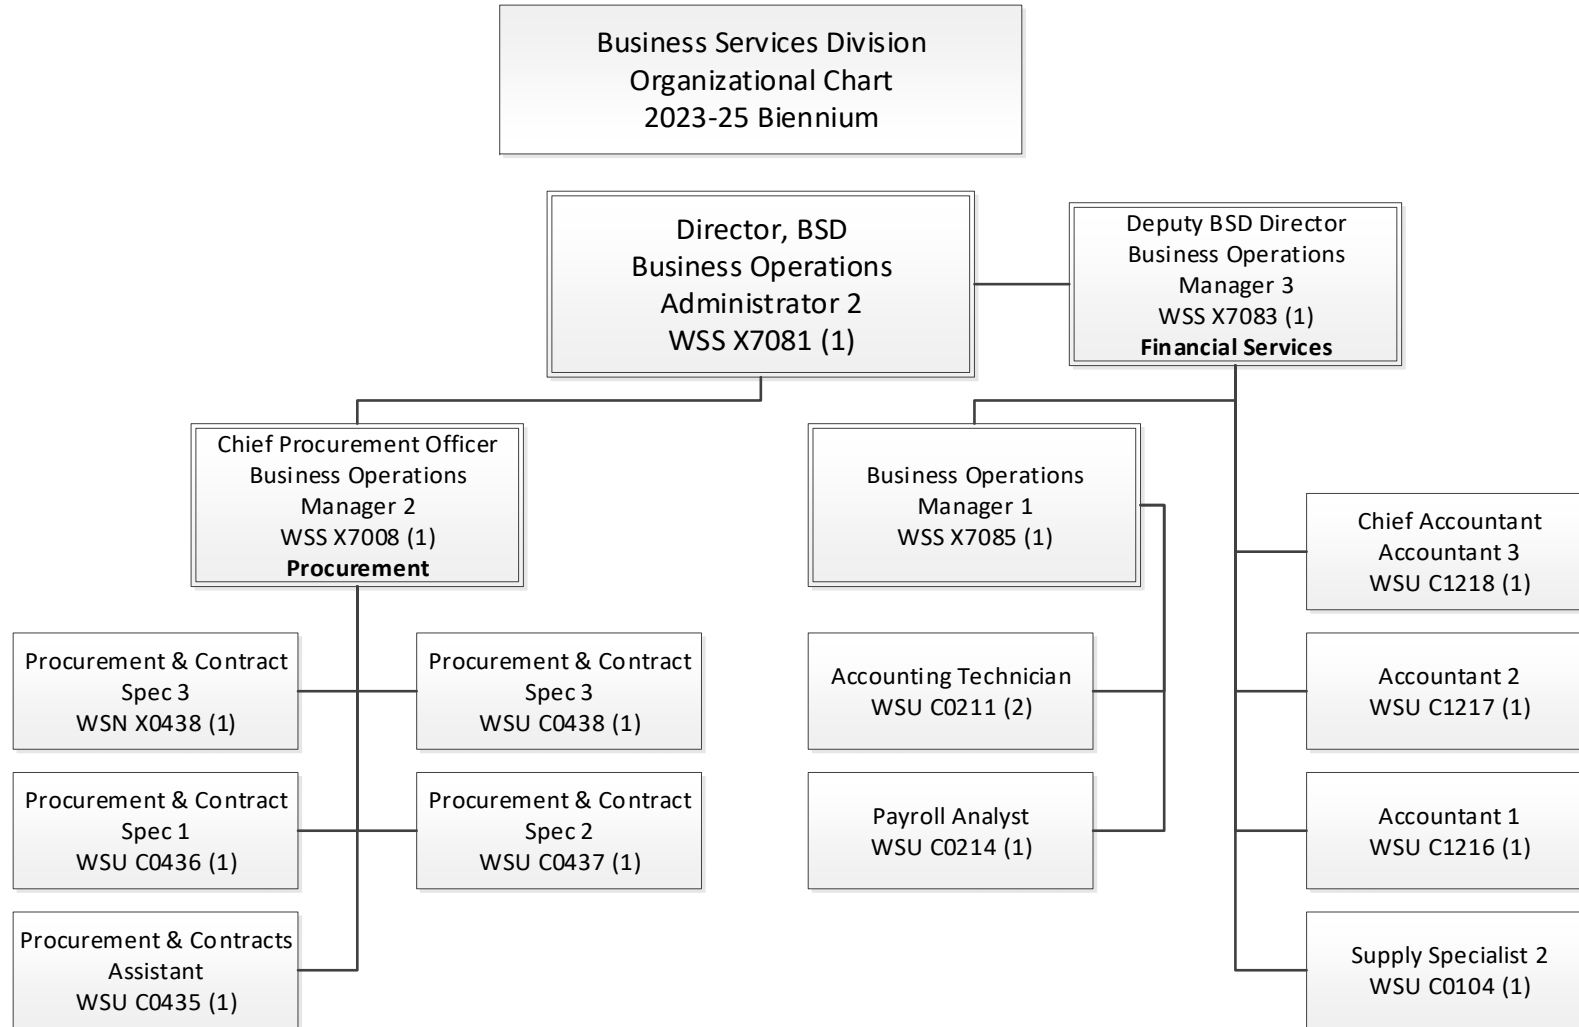 Business Services Division
Organizational Chart
2023-25 Biennium
Director, BSD
Business Operations
Administrator 2
WSS X7081 (1)
Deputy BSD Director
Business Operations
Manager 3
WSS X7083 (1)
Financial Services
Chief Procurement Officer
Business Operations
Manager 2
WSS X7008 (1)
Procurement
Business Operations
Manager 1
WSS X7085 (1)
Chief Accountant
Accountant 3
WSU C1218 (1)
Procurement & Contract
Spec 3
WSN X0438 (1)
Procurement & Contract
Spec 3
WSU C0438 (1)
Accounting Technician
WSU C0211 (2)
Accountant 2
WSU C1217 (1)
Procurement & Contract
Spec 1
WSU C0436 (1)
Procurement & Contract
Spec 2
WSU C0437 (1)
Payroll Analyst
WSU C0214 (1)
Accountant 1
WSU C1216 (1)
Procurement & Contracts
Assistant
WSU C0435 (1)
Supply Specialist 2
WSU C0104 (1)